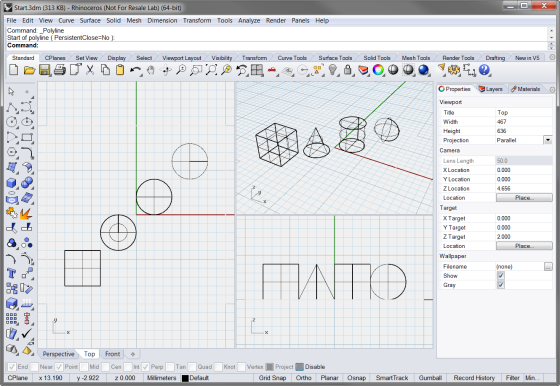 Start.3dm (313 KB) - Rhinoceros (Not For Resale Lab) (64-bit)
File Edit View Curve Surface Solid Mesh Dimension Transform Tools Analyze Render Panels Help
Command: _Polyline
Start of polyline ( PersistentClose=No ):
Command:
Standard CPlanes Set View Display Select Viewport Layout Visibility Transform Curve Tools Surface Tools Solid Tools Mesh Tools Render Tools Drafting New in V5
Properties Layers Materials
Viewport
Title Top
Width 467
Height 636
Projection Parallel
Camera
Lens Length 50.0
X Location 0.000
Y Location 0.000
Z Location 4.656
Location Place...
Target
X Target 0.000
Y Target 0.000
Z Target 2.000
Location Place...
Wallpaper
Filename (none) ...
Show
Gray
y
x
z
y
x
z
x
Perspective Top Front
End Near Point Mid Cen Int Perp Tan Quad Knot Vertex Project Disable
CPlane x 13.190 y -2.922 z 0.000 Millimeters Default Grid Snap Ortho Planar Osnap SmartTrack Gumball Record History Filter Min...